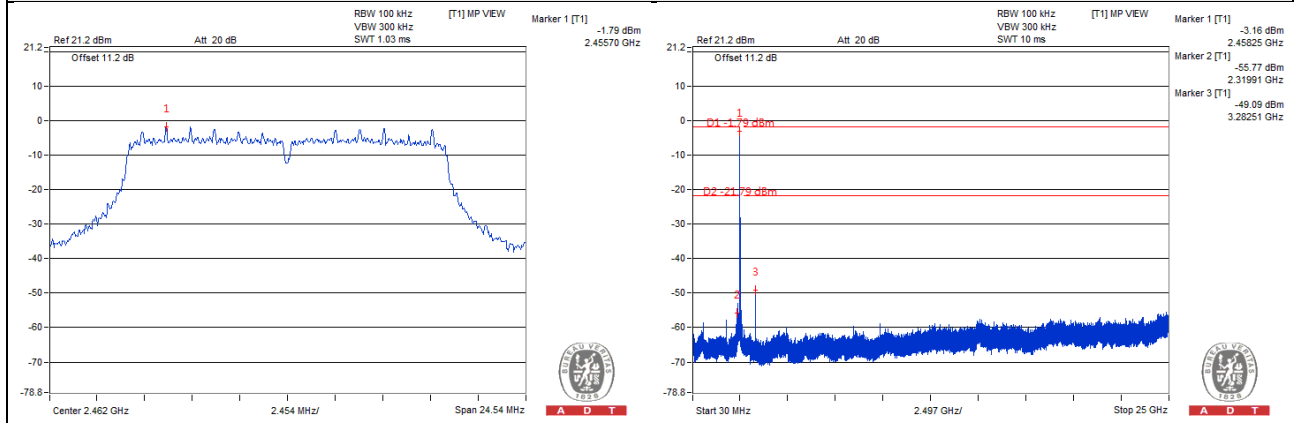 RBW 100 kHz [T1] MP VIEW
VBW 300 kHz
Ref 21.2 dBm Att 20 dB SWT 1.03 ms
Marker 1 [T1]
-1.79 dBm
2.45570 GHz
21.2
Offset 11.2 dB
10
1
0
-10
-20
-30
-40
-50
-60
-70
-78.8
Center 2.462 GHz 2.454 MHz/ Span 24.54 MHz
BUREAU VERITAS
1828
A D T
RBW 100 kHz [T1] MP VIEW
VBW 300 kHz
Ref 21.2 dBm Att 20 dB SWT 10 ms
Marker 1 [T1]
-3.16 dBm
2.45825 GHz
Marker 2 [T1]
-55.77 dBm
2.31991 GHz
Marker 3 [T1]
-49.09 dBm
3.28251 GHz
21.2
Offset 11.2 dB
10
1
0
D1 -1.79 dBm
-10
-20
D2 -21.79 dBm
-30
-40
3
-50
2
-60
-70
-78.8
Start 30 MHz 2.497 GHz/ Stop 25 GHz
BUREAU VERITAS
1828
A D T